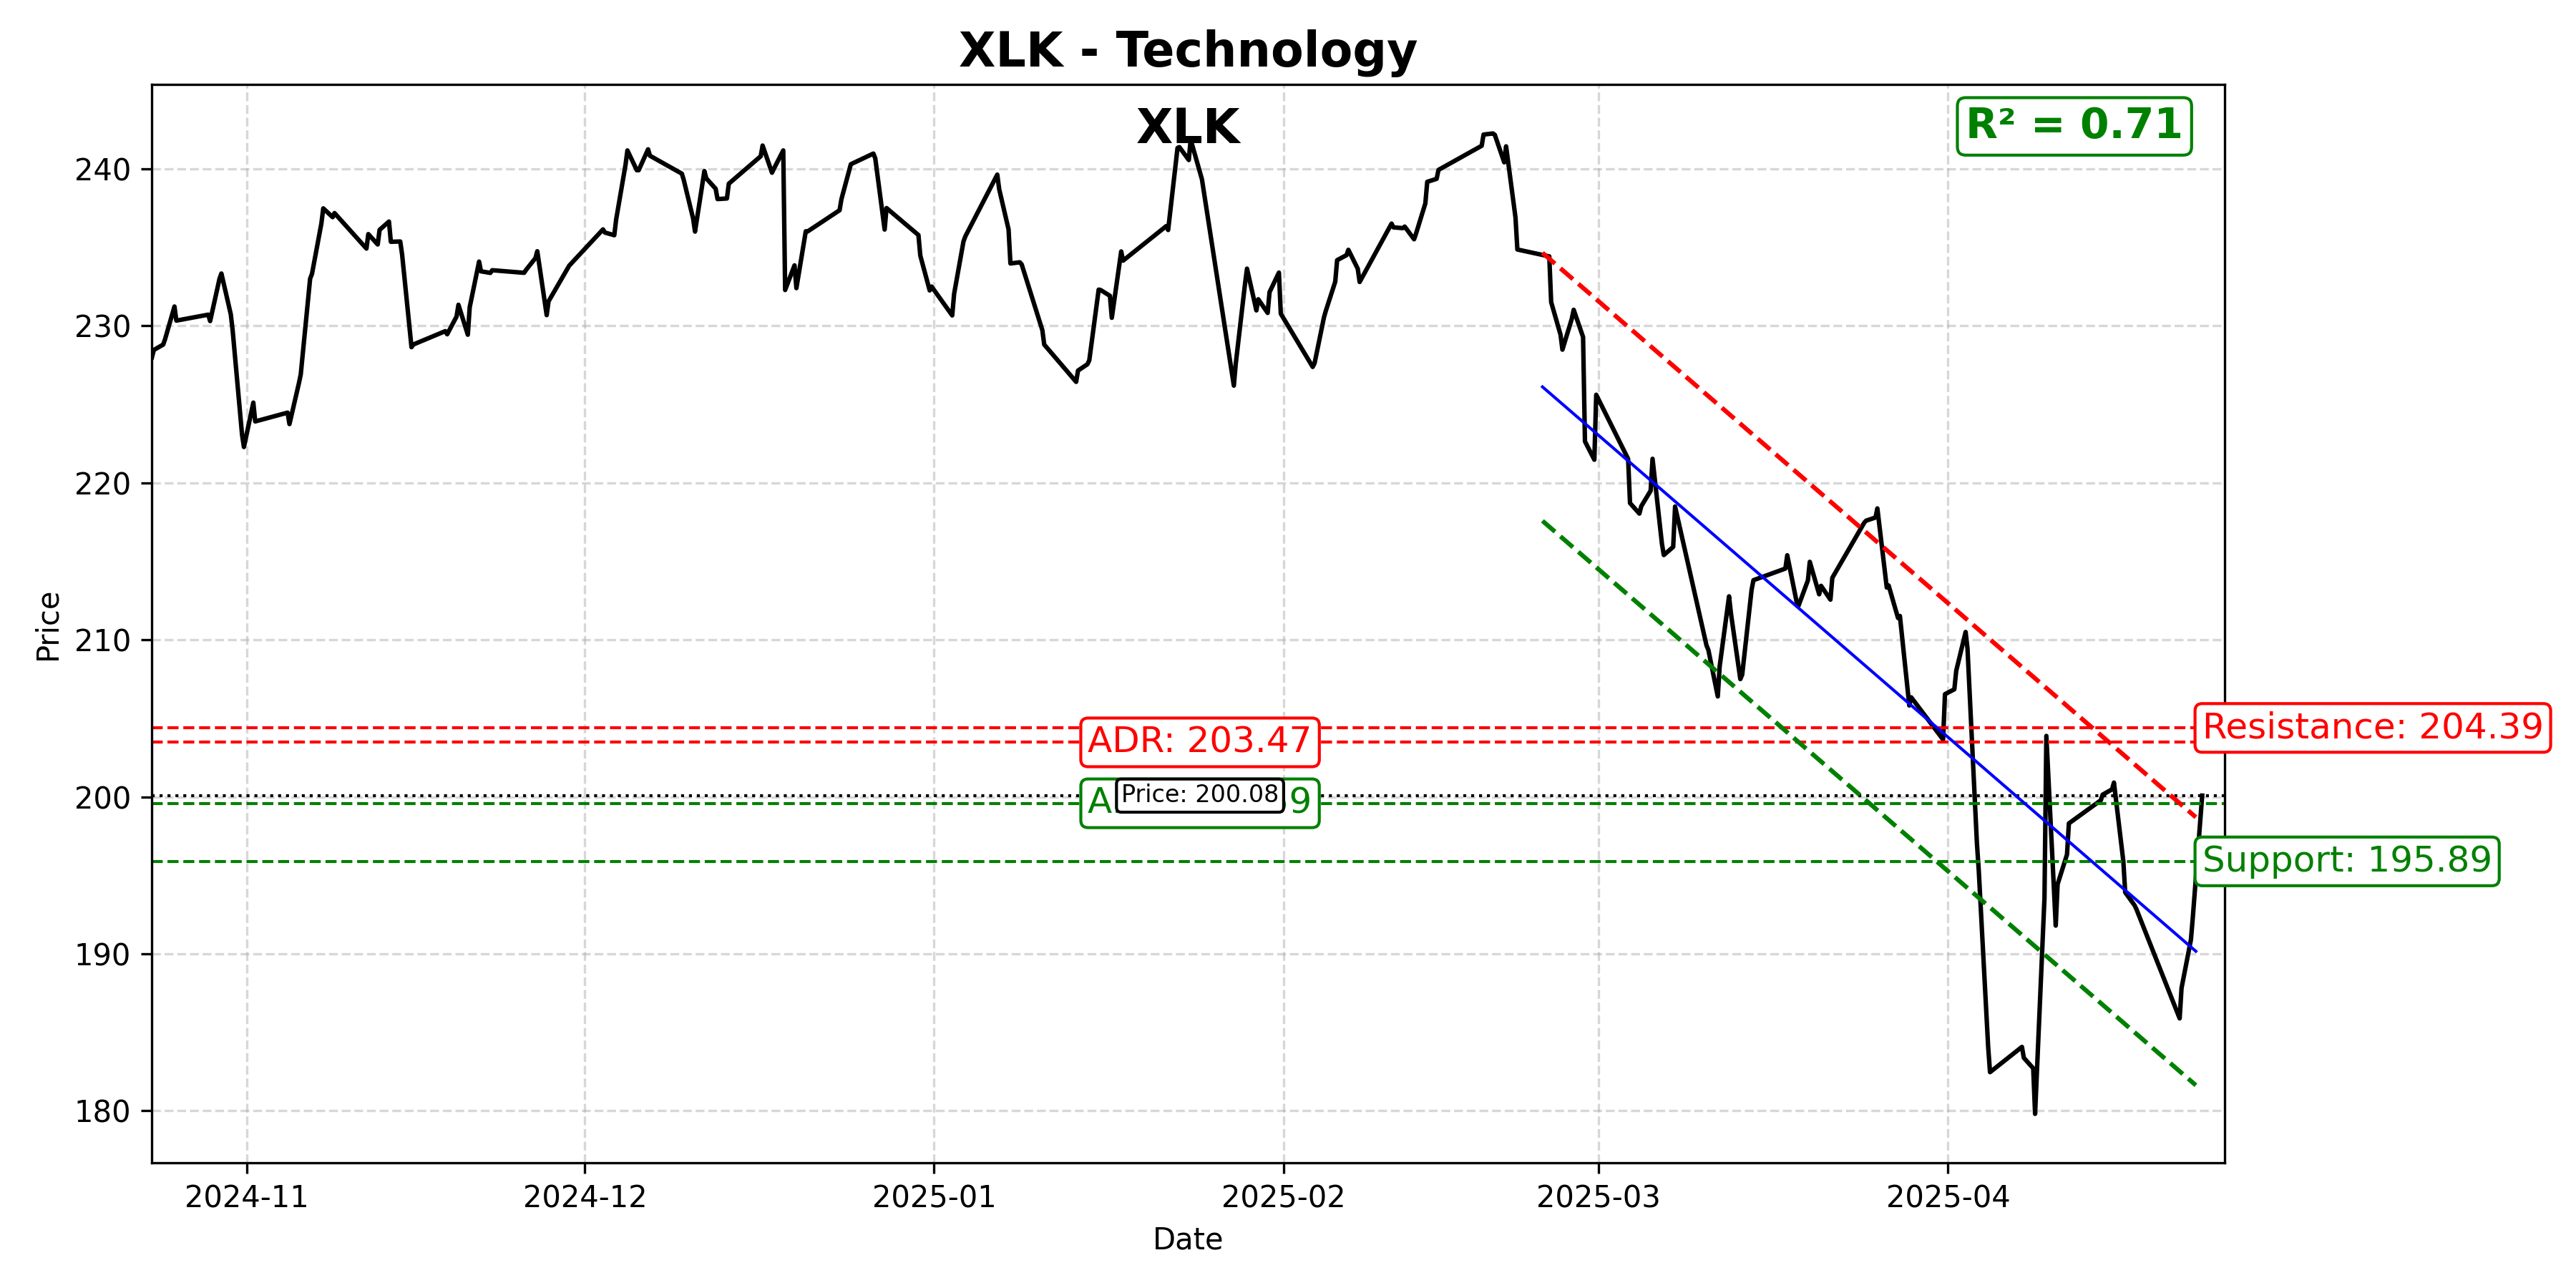 XLK - Technology
XLK
R² = 0.71
240
230
220
210
200
190
180
Price
ADR: 203.47
Resistance: 204.39
A
Price: 200.08
9
Support: 195.89
2024-11
2024-12
2025-01
2025-02
2025-03
2025-04
Date